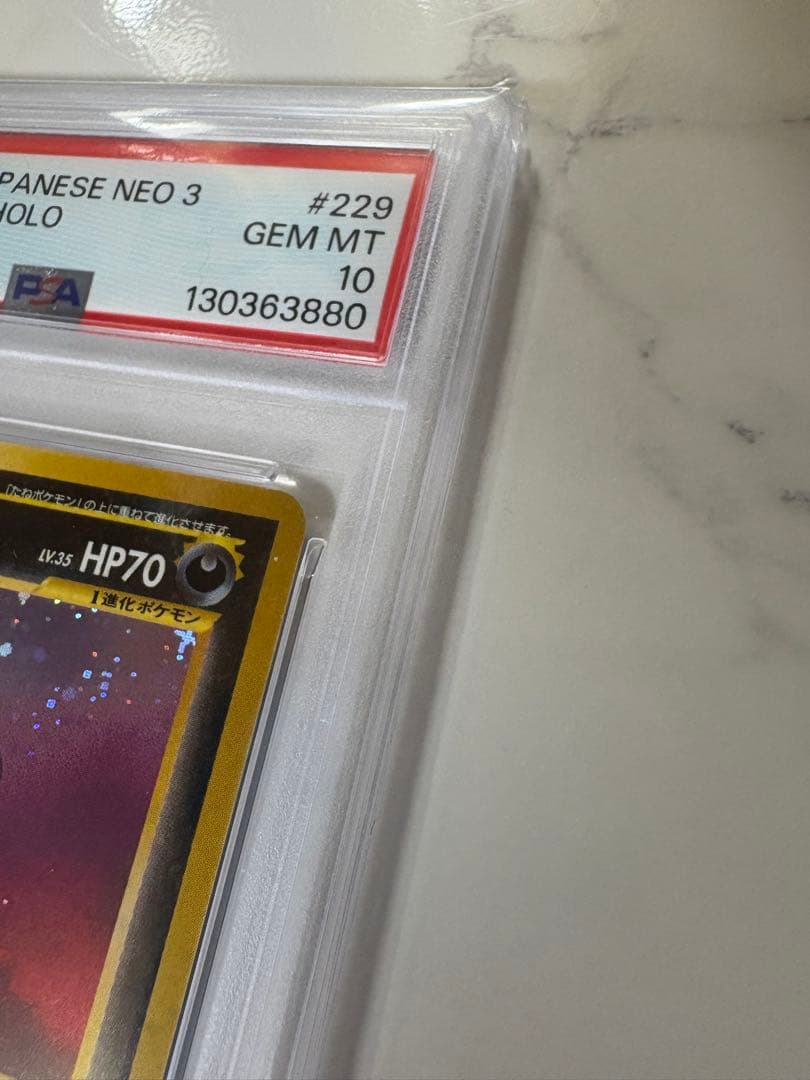 PANESE NEO 3
#229
HOLO
GEM MT
10
PSA
130363880
「たねポケモン」の上に重ねて進化させます。
LV.35 HP70
1進化ポケモン